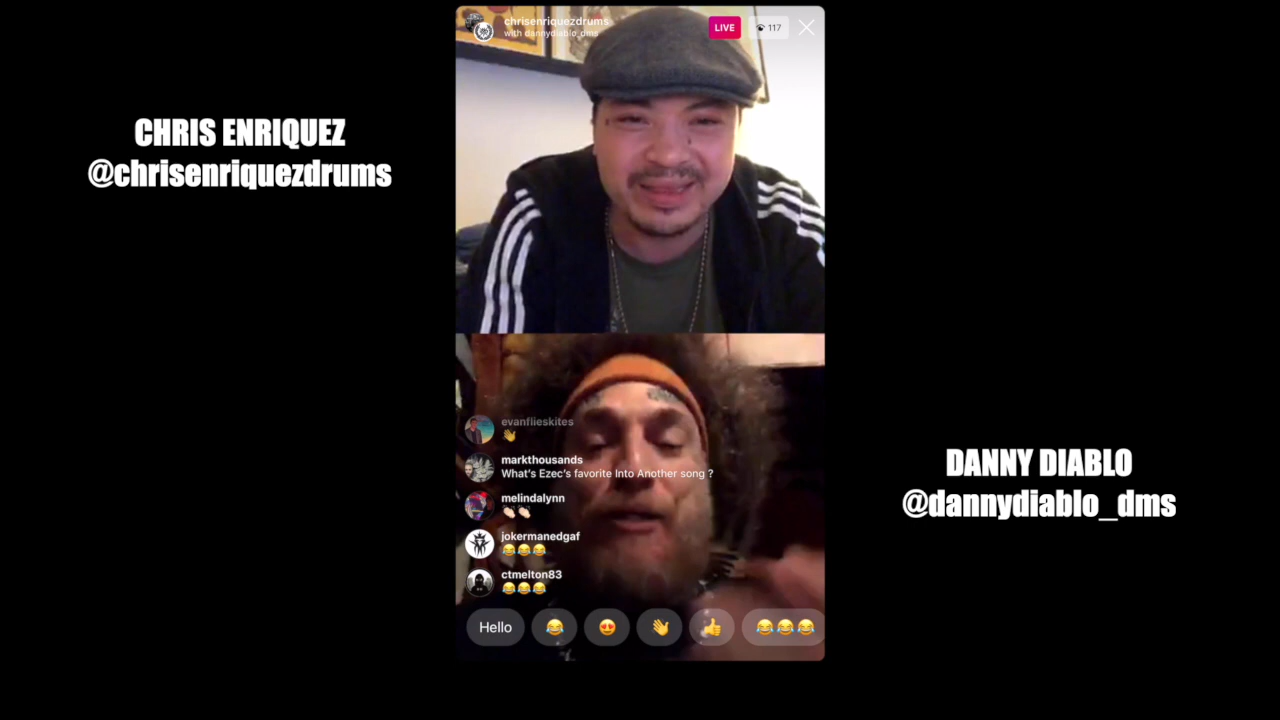 chrisenriquezdrums
with dannydiablo_dms
LIVE
117
CHRIS ENRIQUEZ
@chrisenriquezdrums
evanflieskites
👋
markthousands
What's Ezec's favorite Into Another song ?
melindalynn
👏🏻👏🏻
jokermanedgaf
😂😂😂
ctmelton83
😂😂😂
DANNY DIABLO
@dannydiablo_dms
Hello 😂 😍 👋 👍 😂😂😂